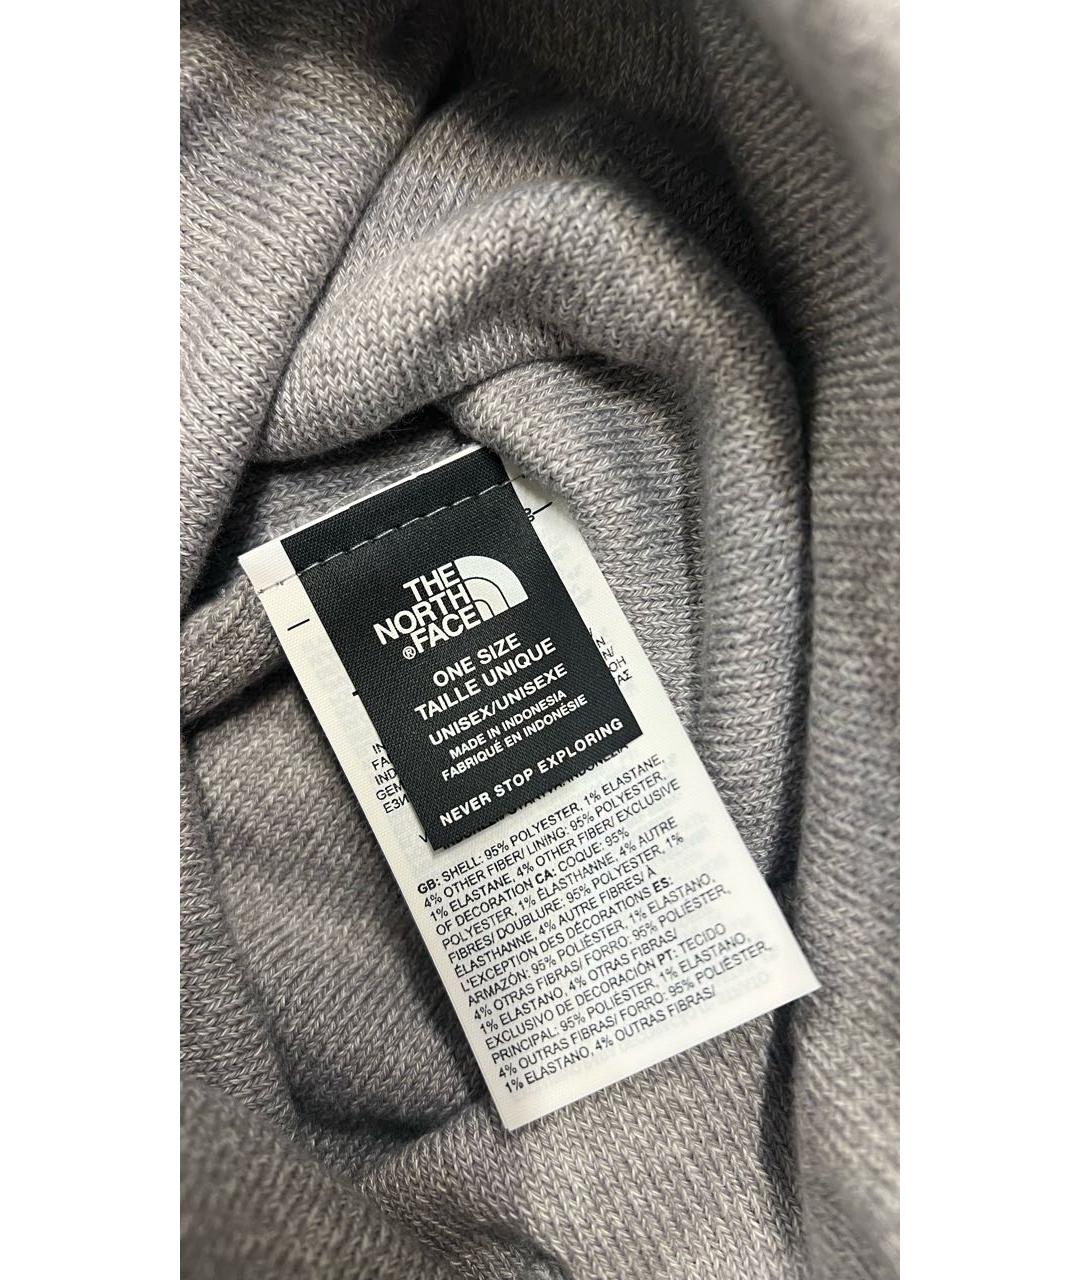 THE
NORTH
FACE
®
ONE SIZE
TAILLE UNIQUE
UNISEX/UNISEXE
MADE IN INDONESIA
FABRIQUÉ EN INDONÉSIE
NEVER STOP EXPLORING
GB: SHELL: 95% POLYESTER, 1% ELASTANE,
4% OTHER FIBER/ LINING: 95% POLYESTER,
1% ELASTANE, 4% OTHER FIBER/ EXCLUSIVE
OF DECORATION CA: COQUE: 95%
POLYESTER, 1% ÉLASTHANNE, 4% AUTRE
FIBRES/ DOUBLURE: 95% POLYESTER, 1%
ÉLASTHANNE, 4% AUTRE FIBRES/ À
L'EXCEPTION DES DÉCORATIONS ES:
ARMAZÓN: 95% POLIÉSTER, 1% ELASTANO,
4% OTRAS FIBRAS/ FORRO: 95% POLIÉSTER,
1% ELASTANO, 4% OTRAS FIBRAS/
EXCLUSIVO DE DECORACIÓN PT: TECIDO
PRINCIPAL: 95% POLIÉSTER, 1% ELASTANO,
4% OUTRAS FIBRAS/ FORRO: 95% POLIÉSTER,
1% ELASTANO, 4% OUTRAS FIBRAS/